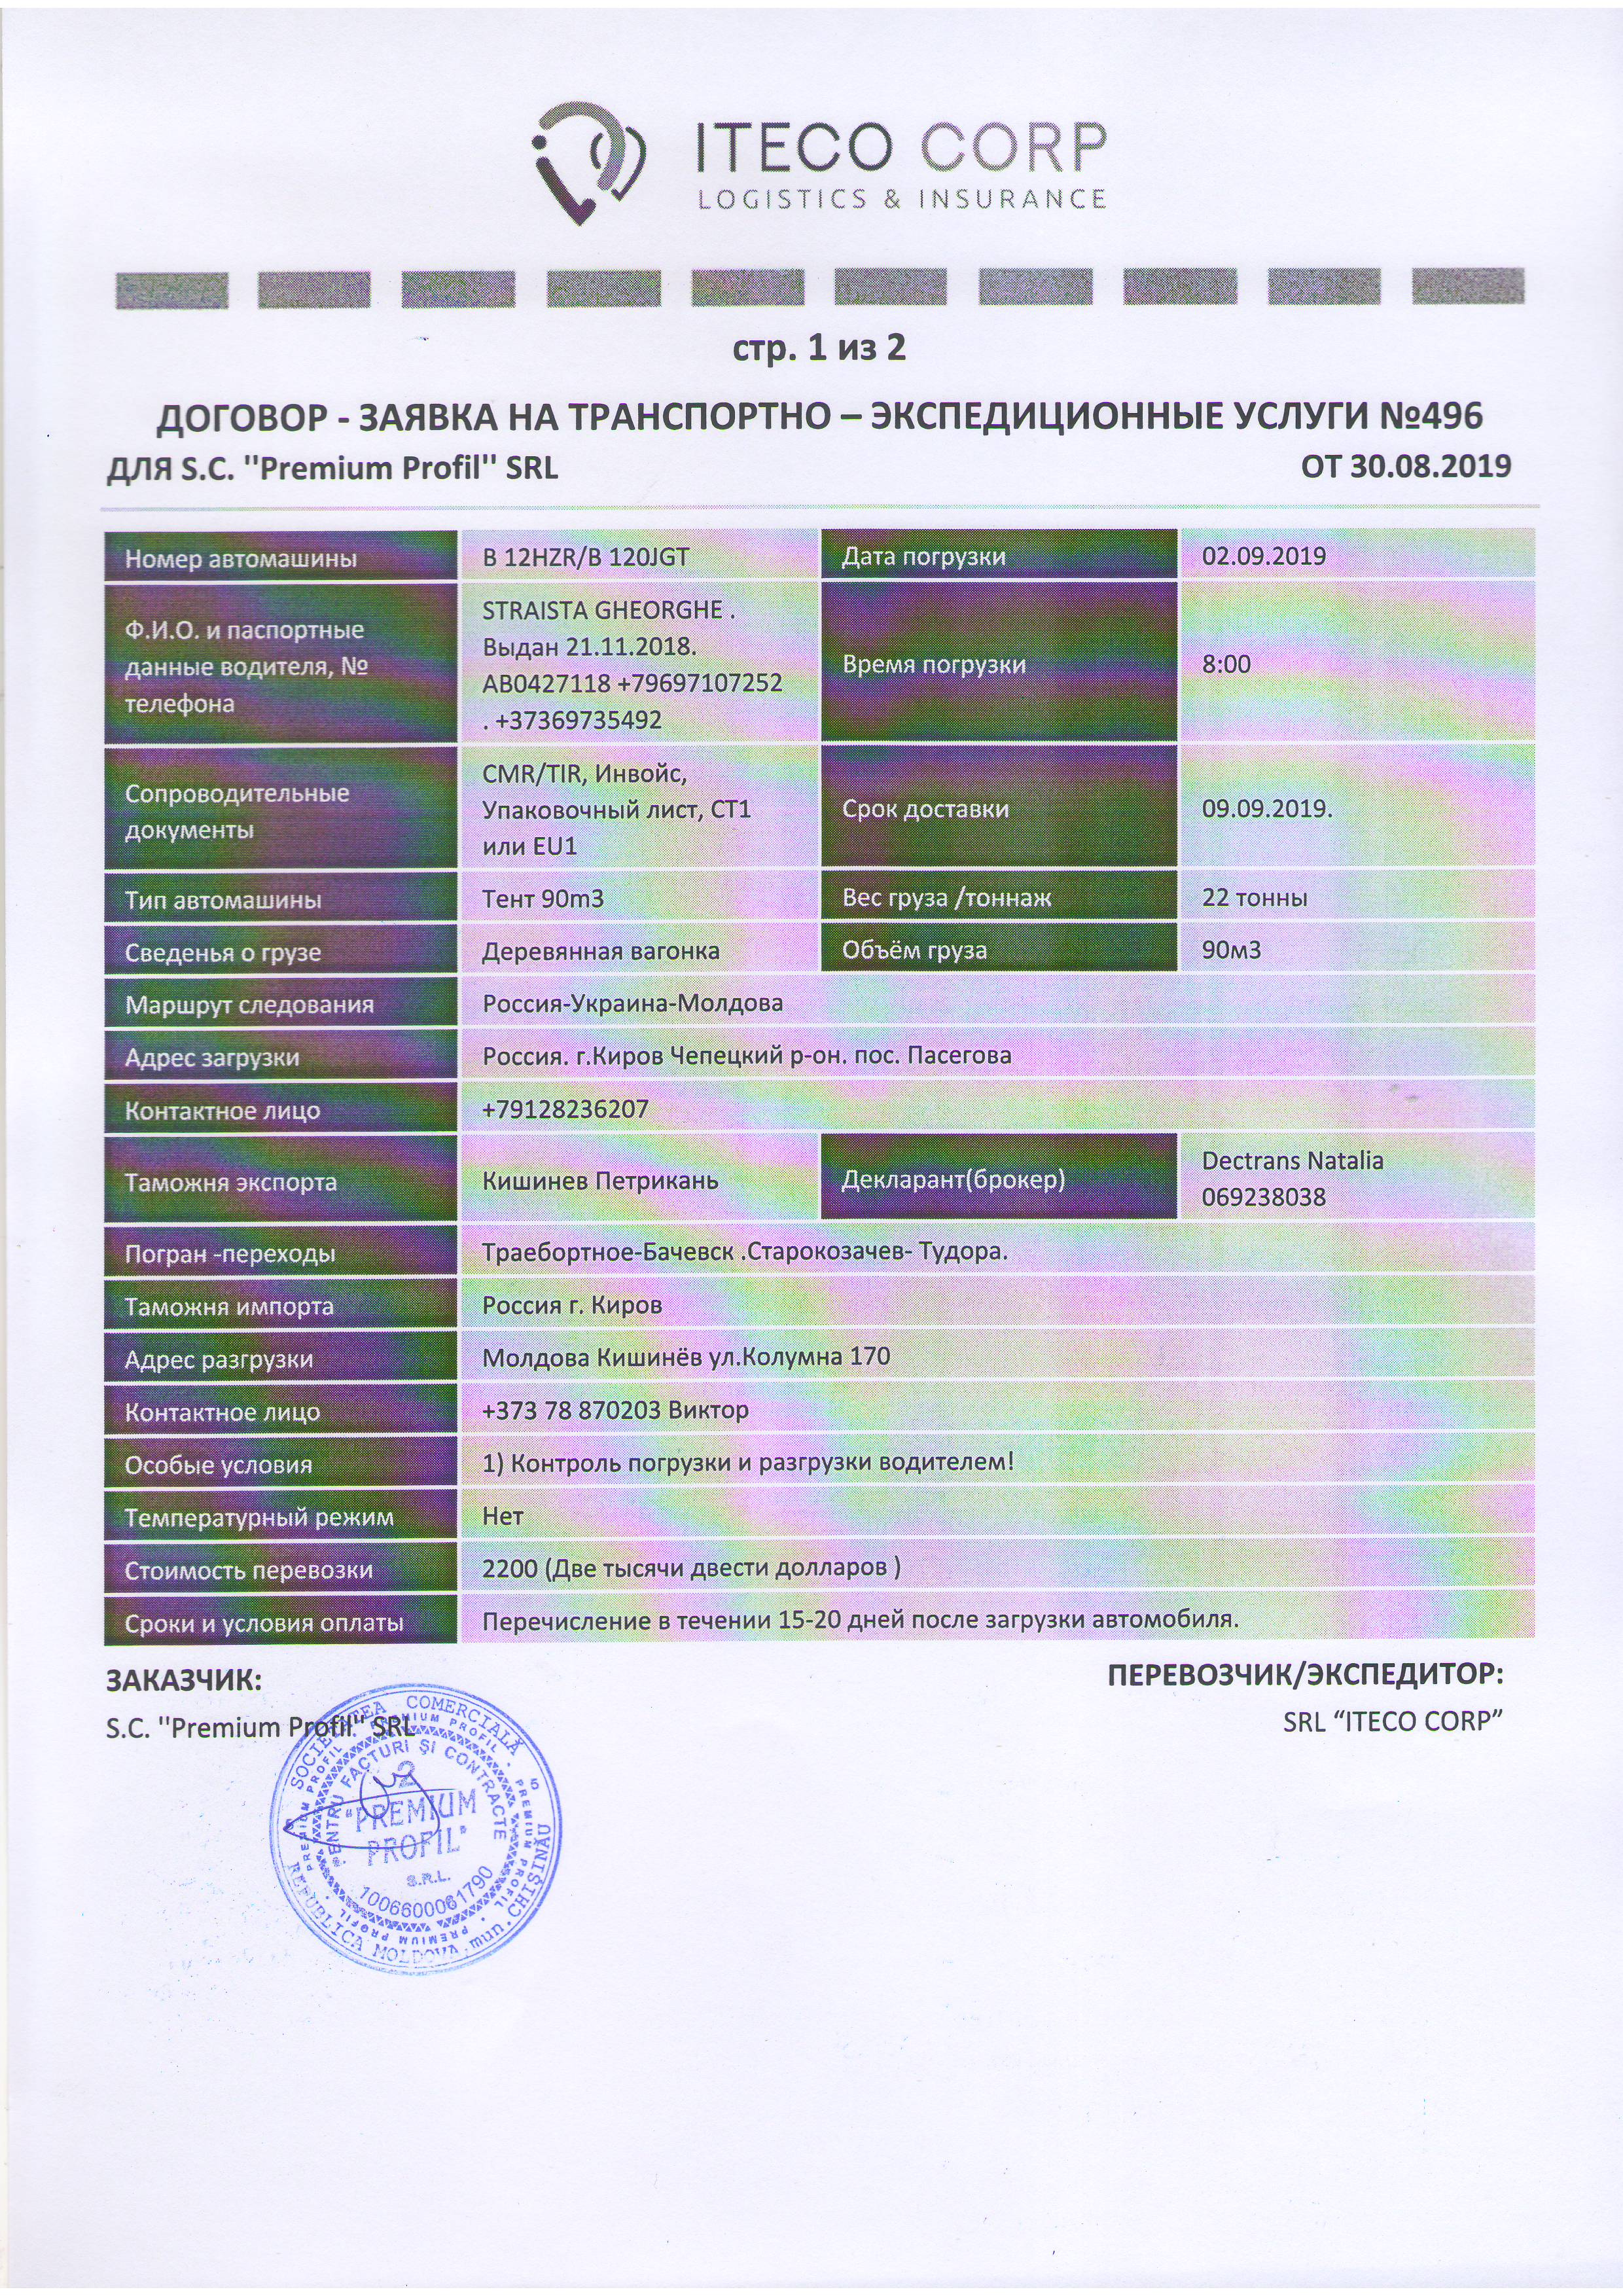 ITECO CORP
LOGISTICS & INSURANCE
стр. 1 из 2
ДОГОВОР - ЗАЯВКА НА ТРАНСПОРТНО – ЭКСПЕДИЦИОННЫЕ УСЛУГИ №496
ДЛЯ S.C. "Premium Profil" SRL ОТ 30.08.2019
Номер автомашины
B 12HZR/B 120JGT
Дата погрузки
02.09.2019
Ф.И.О. и паспортные
данные водителя, №
телефона
STRAISTA GHEORGHE .
Выдан 21.11.2018.
AB0427118 +79697107252
. +37369735492
Время погрузки
8:00
Сопроводительные
документы
CMR/TIR, Инвойс,
Упаковочный лист, СТ1
или EU1
Срок доставки
09.09.2019.
Тип автомашины
Тент 90m3
Вес груза /тоннаж
22 тонны
Сведенья о грузе
Деревянная вагонка
Объём груза
90м3
Маршрут следования
Россия-Украина-Молдова
Адрес загрузки
Россия. г.Киров Чепецкий р-он. пос. Пасегова
Контактное лицо
+79128236207
Таможня экспорта
Кишинев Петрикань
Декларант(брокер)
Dectrans Natalia
069238038
Погран -переходы
Траебортное-Бачевск .Старокозачев- Тудора.
Таможня импорта
Россия г. Киров
Адрес разгрузки
Молдова Кишинёв ул.Колумна 170
Контактное лицо
+373 78 870203 Виктор
Особые условия
1) Контроль погрузки и разгрузки водителем!
Температурный режим
Нет
Стоимость перевозки
2200 (Две тысячи двести долларов )
Сроки и условия оплаты
Перечисление в течении 15-20 дней после загрузки автомобиля.
ЗАКАЗЧИК:
S.C. "Premium Profil" SRL
ПЕРЕВОЗЧИК/ЭКСПЕДИТОР:
SRL “ITECO CORP”
SOCIETATEA COMERCIALĂ
REPUBLICA MOLDOVA mun. CHIŞINĂU
PREMIUM PROFIL
PENTRU FACTURI ŞI CONTRACTE
2
"PREMIUM
PROFIL"
S.R.L.
1006600061790